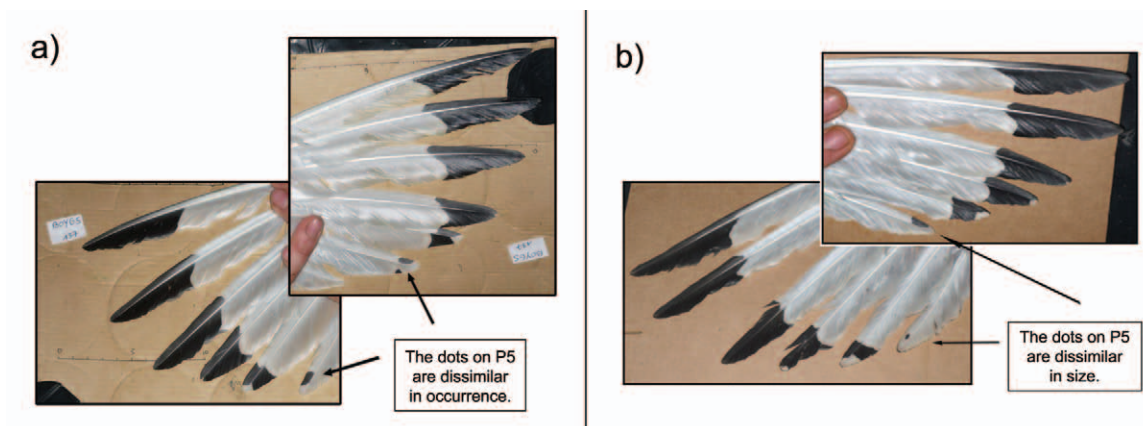 a)
The dots on P5
are dissimilar
in occurrence.
b)
The dots on P5
are dissimilar
in size.